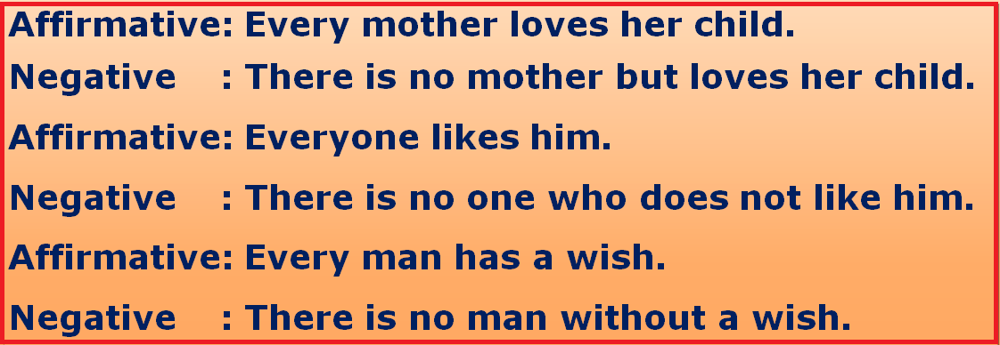 Affirmative: Every mother loves her child.
Negative : There is no mother but loves her child.
Affirmative: Everyone likes him.
Negative : There is no one who does not like him.
Affirmative: Every man has a wish.
Negative : There is no man without a wish.